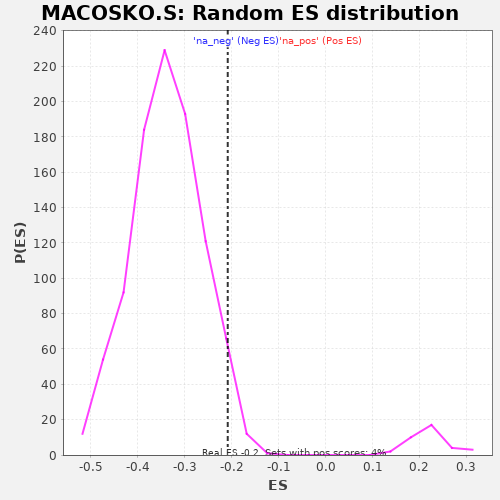 MACOSKO.S: Random ES distribution
'na_neg' (Neg ES) 'na_pos' (Pos ES)
240
220
200
180
160
140
120
100
80
60
40
20
0
P(ES)
Real ES -0.2 Sets with pos scores: 4%
-0.5 -0.4 -0.3 -0.2 -0.1 0.0 0.1 0.2 0.3
ES